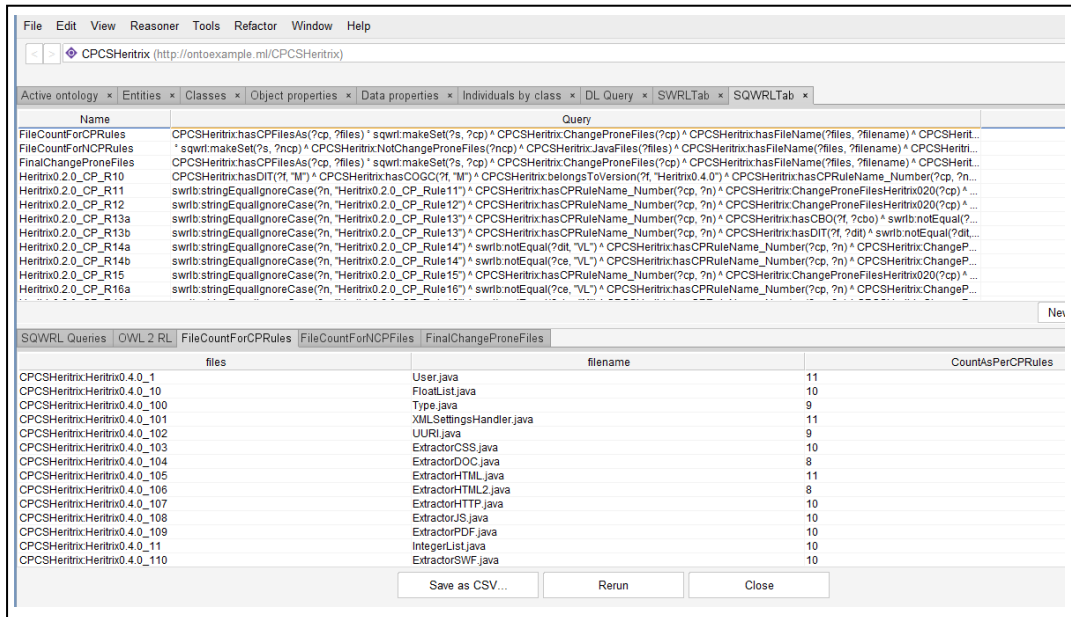 File Edit View Reasoner Tools Refactor Window Help
< > CPCSHeritrix (http://ontoexample.ml/CPCSHeritrix)
Active ontology × Entities × Classes × Object properties × Data properties × Individuals by class × DL Query × SWRLTab × SQWRLTab ×
Name Query
FileCountForCPRules CPCSHeritrix:hasCPFilesAs(?cp, ?files) ˚ sqwrl:makeSet(?s, ?cp) ^ CPCSHeritrix:ChangeProneFiles(?cp) ^ CPCSHeritrix:hasFileName(?files, ?filename) ^ CPCSHerit...
FileCountForNCPRules ˚ sqwrl:makeSet(?s, ?ncp) ^ CPCSHeritrix:NotChangeProneFiles(?ncp) ^ CPCSHeritrix:JavaFiles(?files) ^ CPCSHeritrix:hasFileName(?files, ?filename) ^ CPCSHeritri...
FinalChangeProneFiles CPCSHeritrix:hasCPFilesAs(?cp, ?files) ˚ sqwrl:makeSet(?s, ?cp) ^ CPCSHeritrix:ChangeProneFiles(?cp) ^ CPCSHeritrix:hasFileName(?files, ?filename) ^ CPCSHerit...
Heritrix0.2.0_CP_R10 CPCSHeritrix:hasDIT(?f, "M") ^ CPCSHeritrix:hasCOGC(?f, "M") ^ CPCSHeritrix:belongsToVersion(?f, "Heritrix0.4.0") ^ CPCSHeritrix:hasCPRuleName_Number(?cp, ?n...
Heritrix0.2.0_CP_R11 swrlb:stringEqualIgnoreCase(?n, "Heritrix0.2.0_CP_Rule11") ^ CPCSHeritrix:hasCPRuleName_Number(?cp, ?n) ^ CPCSHeritrix:ChangeProneFilesHeritrix020(?cp) ^ ...
Heritrix0.2.0_CP_R12 swrlb:stringEqualIgnoreCase(?n, "Heritrix0.2.0_CP_Rule12") ^ CPCSHeritrix:hasCPRuleName_Number(?cp, ?n) ^ CPCSHeritrix:ChangeProneFilesHeritrix020(?cp) ^ ...
Heritrix0.2.0_CP_R13a swrlb:stringEqualIgnoreCase(?n, "Heritrix0.2.0_CP_Rule13") ^ CPCSHeritrix:hasCPRuleName_Number(?cp, ?n) ^ CPCSHeritrix:hasCBO(?f, ?cbo) ^ swrlb:notEqual(?...
Heritrix0.2.0_CP_R13b swrlb:stringEqualIgnoreCase(?n, "Heritrix0.2.0_CP_Rule13") ^ CPCSHeritrix:hasCPRuleName_Number(?cp, ?n) ^ CPCSHeritrix:hasDIT(?f, ?dit) ^ swrlb:notEqual(?dit,...
Heritrix0.2.0_CP_R14a swrlb:stringEqualIgnoreCase(?n, "Heritrix0.2.0_CP_Rule14") ^ swrlb:notEqual(?dit, "VL") ^ CPCSHeritrix:hasCPRuleName_Number(?cp, ?n) ^ CPCSHeritrix:ChangeP...
Heritrix0.2.0_CP_R14b swrlb:stringEqualIgnoreCase(?n, "Heritrix0.2.0_CP_Rule14") ^ swrlb:notEqual(?ce, "VL") ^ CPCSHeritrix:hasCPRuleName_Number(?cp, ?n) ^ CPCSHeritrix:ChangeP...
Heritrix0.2.0_CP_R15 swrlb:stringEqualIgnoreCase(?n, "Heritrix0.2.0_CP_Rule15") ^ CPCSHeritrix:hasCPRuleName_Number(?cp, ?n) ^ CPCSHeritrix:ChangeProneFilesHeritrix020(?cp) ^ ...
Heritrix0.2.0_CP_R16a swrlb:stringEqualIgnoreCase(?n, "Heritrix0.2.0_CP_Rule16") ^ swrlb:notEqual(?ce, "VL") ^ CPCSHeritrix:hasCPRuleName_Number(?cp, ?n) ^ CPCSHeritrix:ChangeP...
New
SQWRL Queries OWL 2 RL FileCountForCPRules FileCountForNCPFiles FinalChangeProneFiles
files filename CountAsPerCPRules
CPCSHeritrix:Heritrix0.4.0_1 User.java 11
CPCSHeritrix:Heritrix0.4.0_10 FloatList.java 10
CPCSHeritrix:Heritrix0.4.0_100 Type.java 9
CPCSHeritrix:Heritrix0.4.0_101 XMLSettingsHandler.java 11
CPCSHeritrix:Heritrix0.4.0_102 UURI.java 9
CPCSHeritrix:Heritrix0.4.0_103 ExtractorCSS.java 10
CPCSHeritrix:Heritrix0.4.0_104 ExtractorDOC.java 8
CPCSHeritrix:Heritrix0.4.0_105 ExtractorHTML.java 11
CPCSHeritrix:Heritrix0.4.0_106 ExtractorHTML2.java 8
CPCSHeritrix:Heritrix0.4.0_107 ExtractorHTTP.java 10
CPCSHeritrix:Heritrix0.4.0_108 ExtractorJS.java 10
CPCSHeritrix:Heritrix0.4.0_109 ExtractorPDF.java 10
CPCSHeritrix:Heritrix0.4.0_11 IntegerList.java 10
CPCSHeritrix:Heritrix0.4.0_110 ExtractorSWF.java 10
Save as CSV... Rerun Close